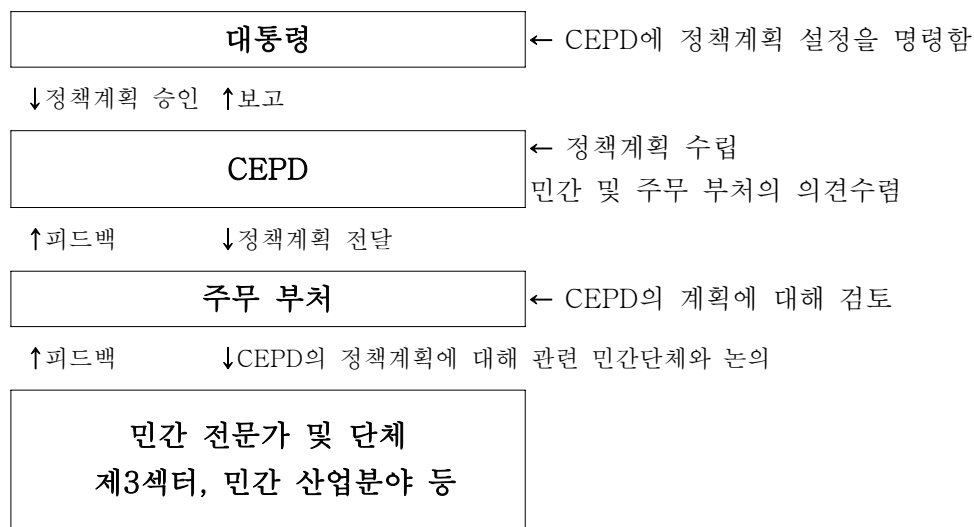 대통령
← CEPD에 정책계획 설정을 명령함
↓정책계획 승인 ↑보고
CEPD
← 정책계획 수립
민간 및 주무 부처의 의견수렴
↑피드백 ↓정책계획 전달
주무 부처
← CEPD의 계획에 대해 검토
↑피드백 ↓CEPD의 정책계획에 대해 관련 민간단체와 논의
민간 전문가 및 단체
제3섹터, 민간 산업분야 등